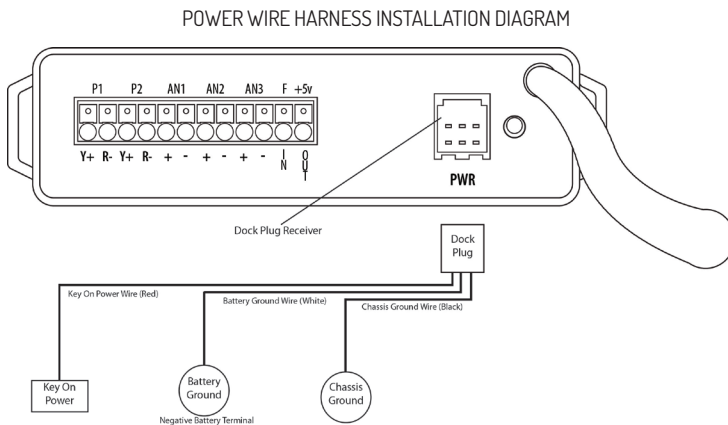 POWER WIRE HARNESS INSTALLATION DIAGRAM
P1 P2 AN1 AN2 AN3 F +5v
Y+ R- Y+ R- + - + - + - IN OUT
PWR
Dock Plug Receiver
Dock
Plug
Key On Power Wire (Red)
Battery Ground Wire (White)
Chassis Ground Wire (Black)
Key On
Power
Battery
Ground
Chassis
Ground
Negative Battery Terminal